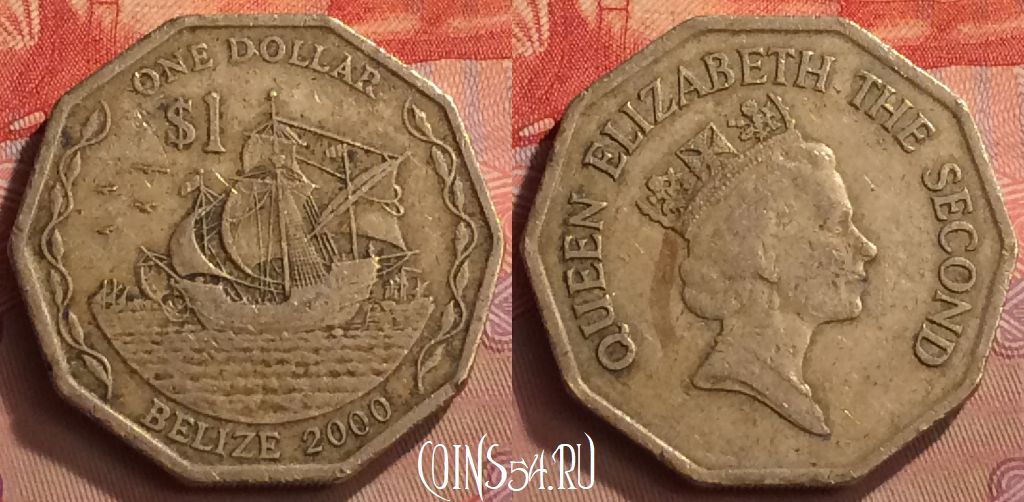 ONE DOLLAR
$1
BELIZE 2000
QUEEN ELIZABETH THE SECOND
COINS54.RU